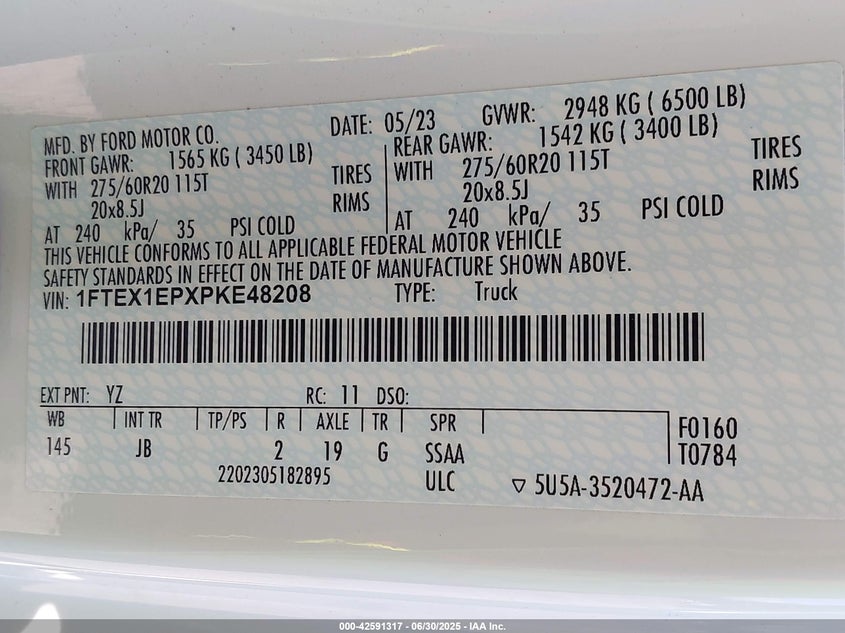 MFD. BY FORD MOTOR CO. DATE: 05/23 GVWR: 2948 KG ( 6500 LB)
FRONT GAWR: 1565 KG ( 3450 LB) REAR GAWR: 1542 KG ( 3400 LB)
WITH 275/60R20 115T TIRES WITH 275/60R20 115T TIRES
20x8.5J RIMS 20x8.5J RIMS
AT 240 kPa/ 35 PSI COLD AT 240 kPa/ 35 PSI COLD
THIS VEHICLE CONFORMS TO ALL APPLICABLE FEDERAL MOTOR VEHICLE
SAFETY STANDARDS IN EFFECT ON THE DATE OF MANUFACTURE SHOWN ABOVE.
VIN: 1FTEX1EPXPKE48208 TYPE: Truck
EXT PNT: YZ RC: 11 DSO:
WB INT TR TP/PS R AXLE TR SPR F0160
145 JB 2 19 G SSAA T0784
2202305182895 ULC ▽ 5U5A-3520472-AA
000-42591317 - 06/30/2025 - IAA Inc.